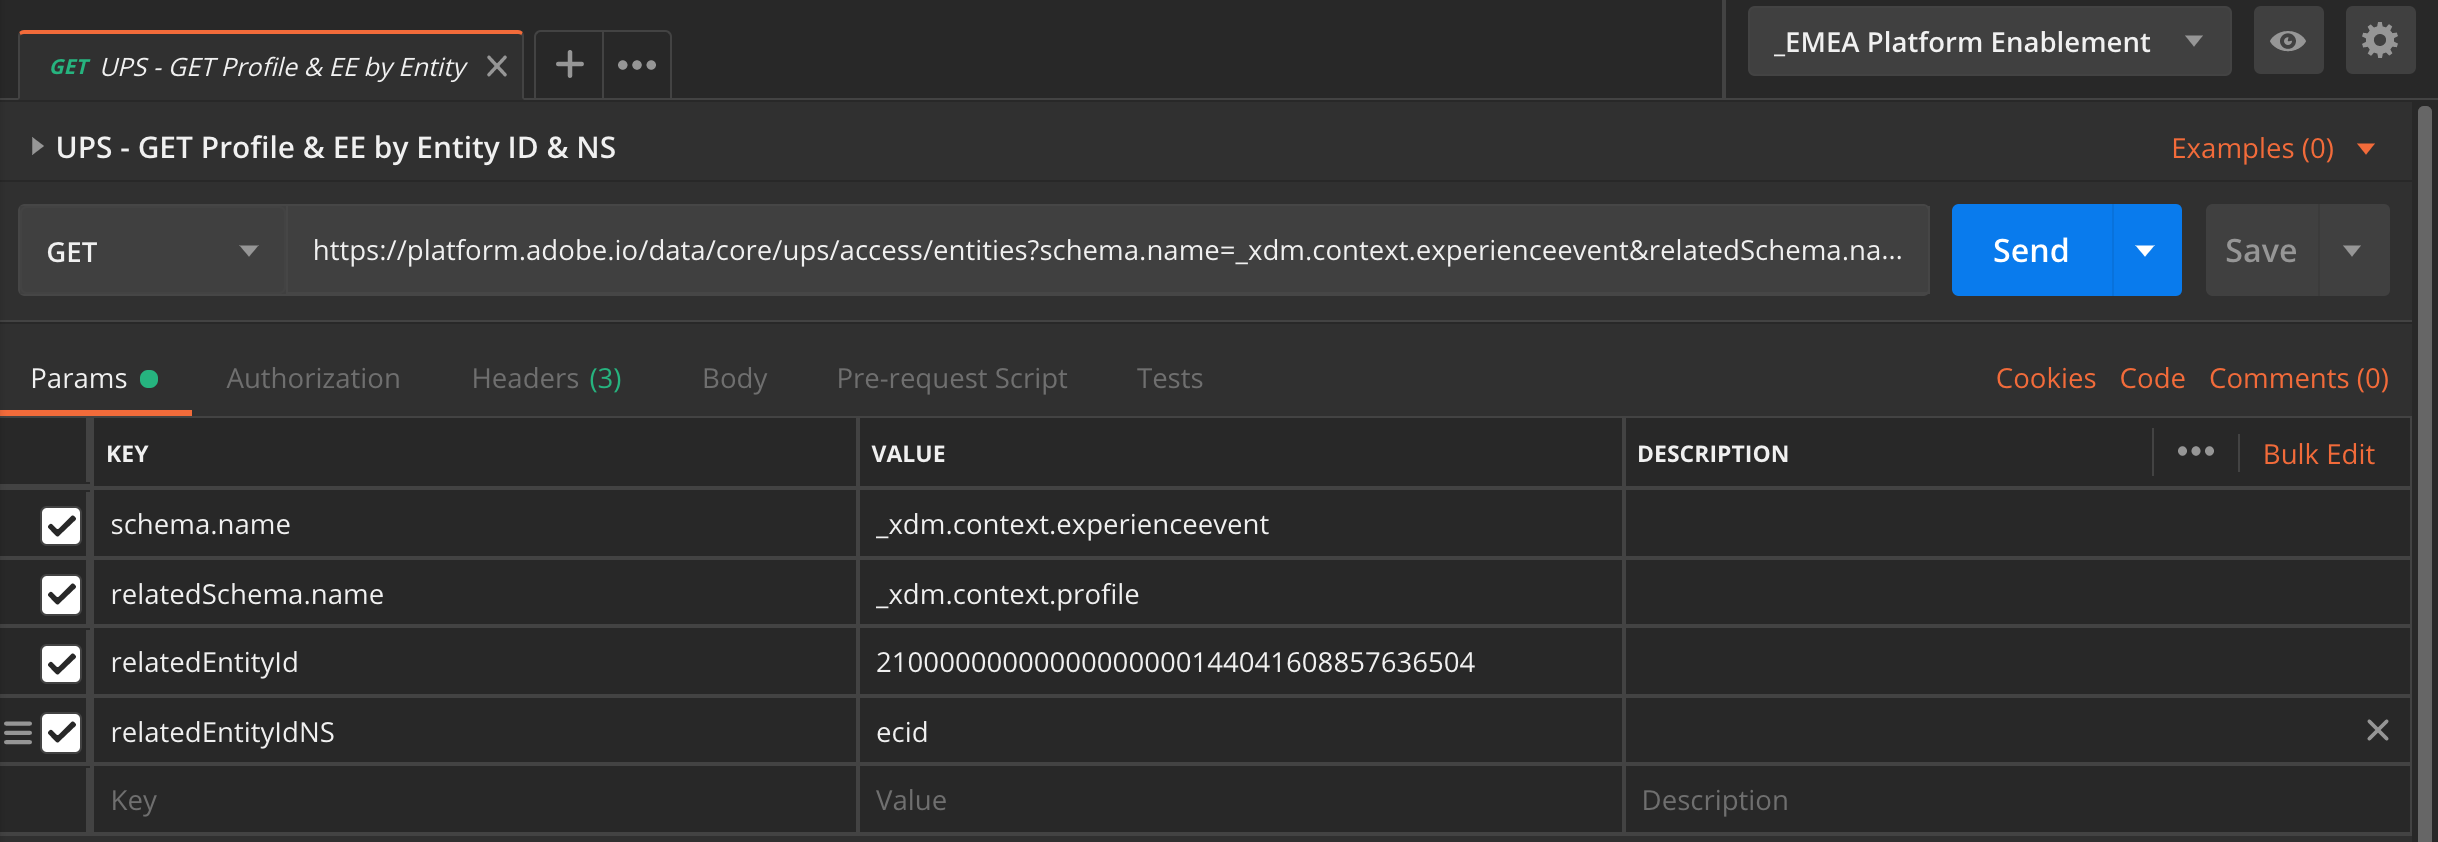 GET UPS - GET Profile & EE by Entity
_EMEA Platform Enablement
UPS - GET Profile & EE by Entity ID & NS
Examples (0)
GET
https://platform.adobe.io/data/core/ups/access/entities?schema.name=_xdm.context.experienceevent&relatedSchema.na...
Send
Save
Params
Authorization
Headers (3)
Body
Pre-request Script
Tests
Cookies
Code
Comments (0)
KEY
VALUE
DESCRIPTION
Bulk Edit
schema.name
_xdm.context.experienceevent
relatedSchema.name
_xdm.context.profile
relatedEntityId
relatedEntityIdNS
ecid
Key
Value
Description